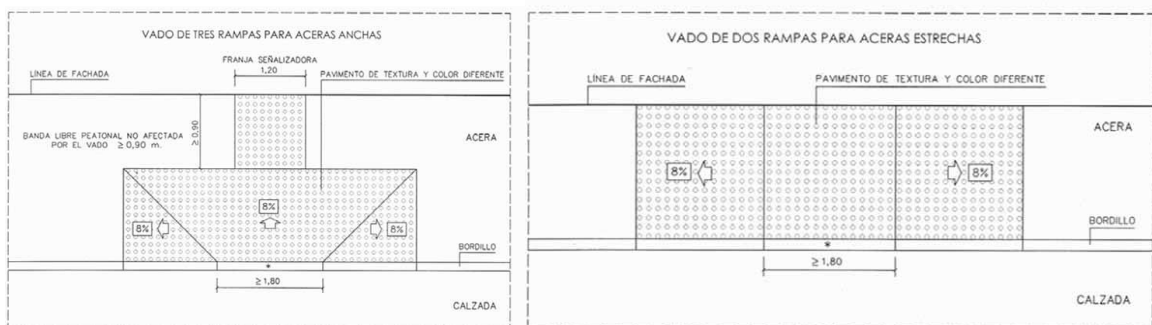 VADO DE TRES RAMPAS PARA ACERAS ANCHAS
FRANJA SEÑALIZADORA
1,20
LÍNEA DE FACHADA
PAVIMENTO DE TEXTURA Y COLOR DIFERENTE
BANDA LIBRE PEATONAL NO AFECTADA
POR EL VADO ≥ 0,90 m.
≥0,90
ACERA
8%
8%
8%
BORDILLO
*
≥1,80
CALZADA
VADO DE DOS RAMPAS PARA ACERAS ESTRECHAS
LÍNEA DE FACHADA
PAVIMENTO DE TEXTURA Y COLOR DIFERENTE
ACERA
8%
8%
BORDILLO
*
≥1,80
CALZADA